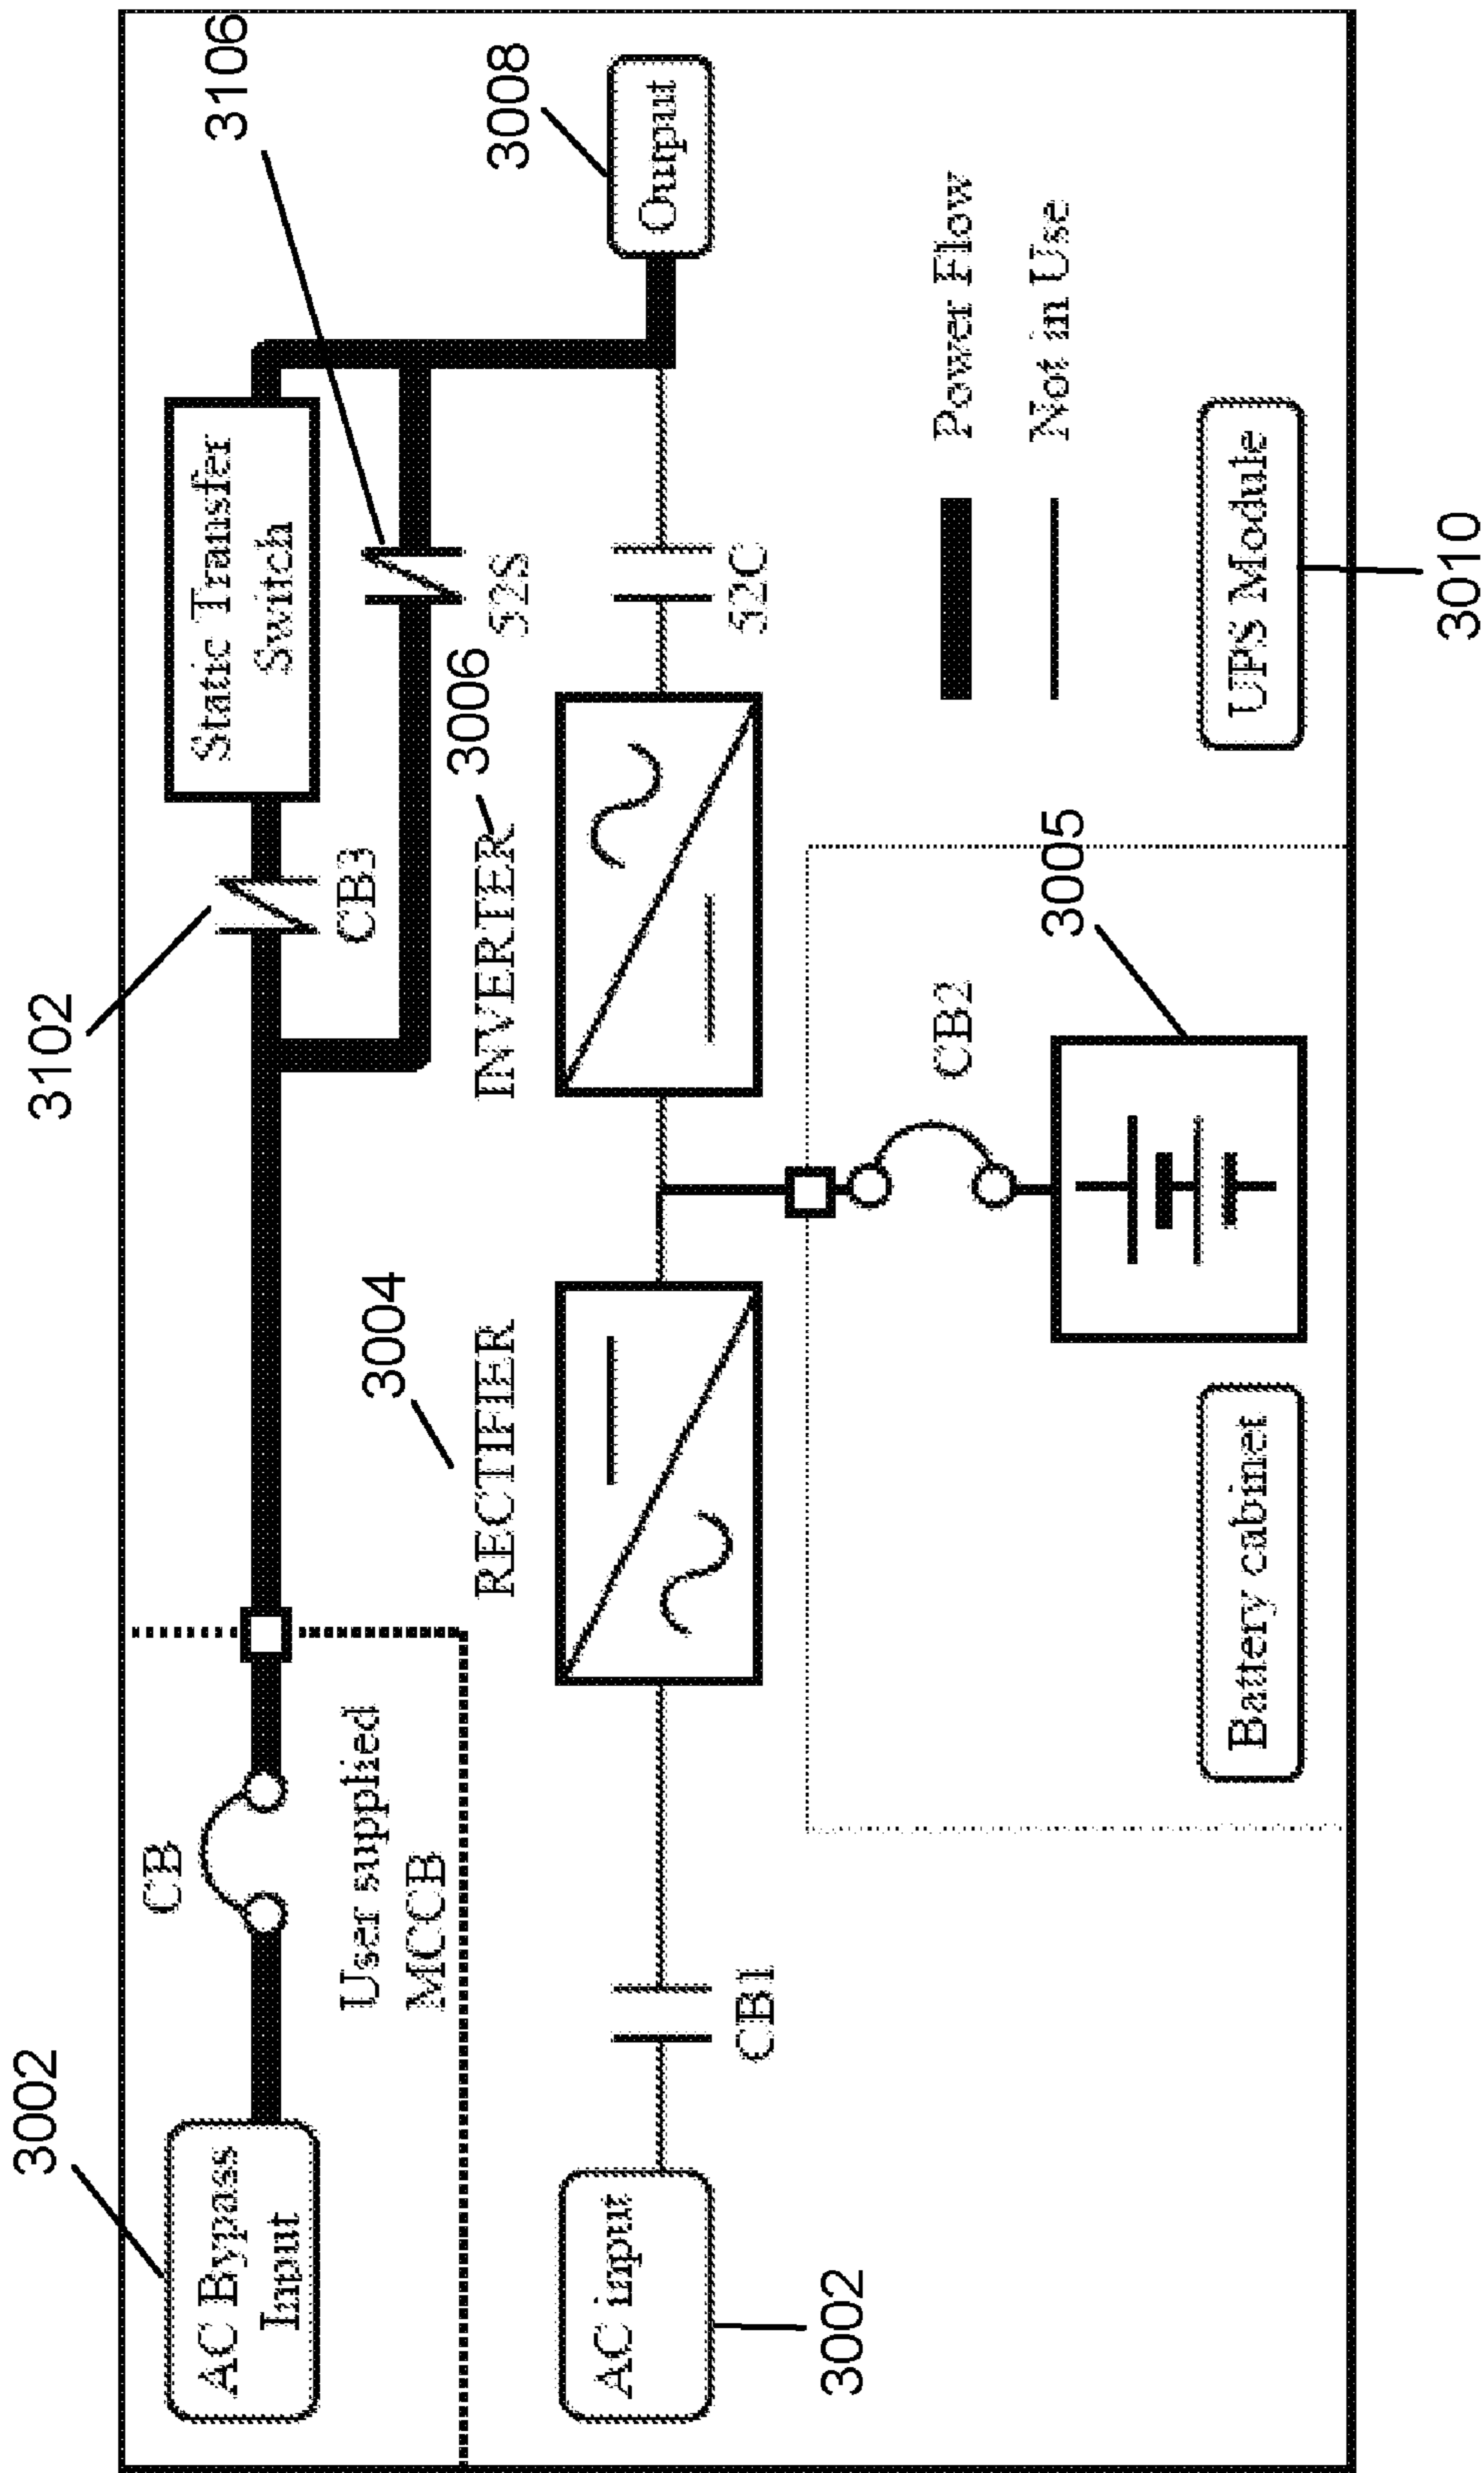 3002
3102
3106
AC Bypass
Input
CB
User supplied
MCCB
CB3
Static Transfer
Switch
52S
3008
Output
3004
RECTIFIER
INVERTER
3006
AC input
3002
CB1
52C
CB2
3005
Battery cabinet
Power Flow
Not in Use
UPS Module
3010